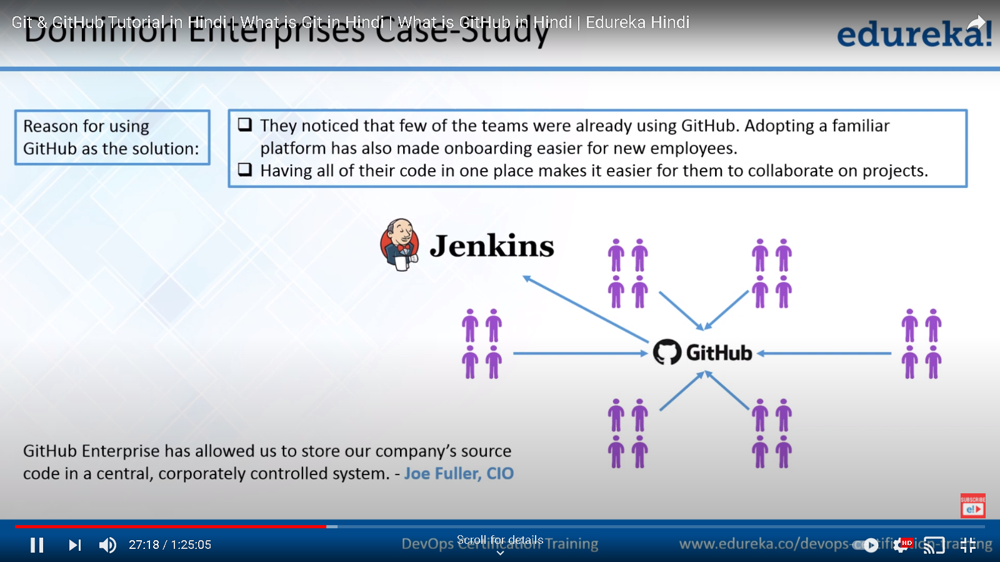 Git & GitHub Tutorial in Hindi | What is Git in Hindi | What is GitHub in Hindi | Edureka Hindi
Dominion Enterprises Case-Study
edureka!
Reason for using
GitHub as the solution:
They noticed that few of the teams were already using GitHub. Adopting a familiar
platform has also made onboarding easier for new employees.
Having all of their code in one place makes it easier for them to collaborate on projects.
Jenkins
GitHub
GitHub Enterprise has allowed us to store our company’s source
code in a central, corporately controlled system. - Joe Fuller, CIO
SUBSCRIBE
e!
27:18 / 1:25:05
Scroll for details
DevOps Certification Training
www.edureka.co/devops-certification-training
HD